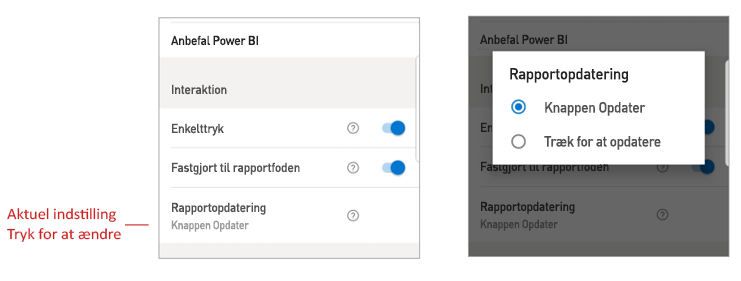 Anbefal Power BI
Interaktion
Enkelttryk
Fastgjort til rapportfoden
Rapportopdatering
Knappen Opdater
Aktuel indstilling
Tryk for at ændre
Anbefal Power BI
Int
Rapportopdatering
Knappen Opdater
En
Træk for at opdatere
Fastgjort til rapportfoden
Rapportopdatering
Knappen Opdater